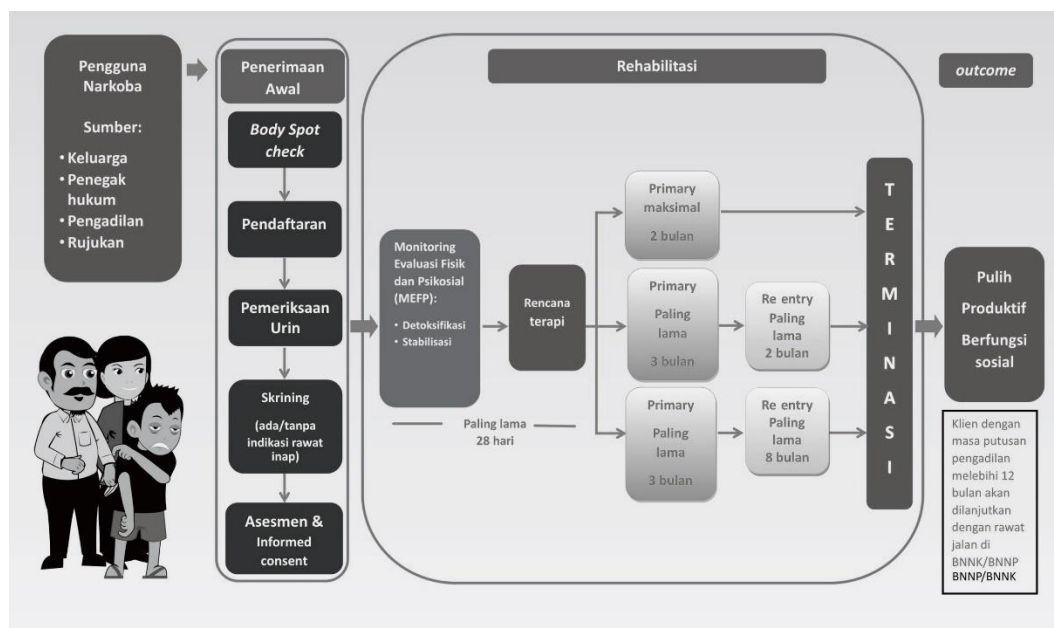 Pengguna
Narkoba
Sumber:
• Keluarga
• Penegak
hukum
• Pengadilan
• Rujukan
Penerimaan
Awal
Body Spot
check
Pendaftaran
Pemeriksaan
Urin
Skrining
(ada/tanpa
indikasi rawat
inap)
Asesmen &
Informed
consent
Rehabilitasi
Monitoring
Evaluasi Fisik
dan Psikosial
(MEFP):
• Detoksifikasi
• Stabilisasi
Rencana
terapi
Paling lama
28 hari
Primary
maksimal
2 bulan
Primary
Paling
lama
3 bulan
Re entry
Paling
lama
2 bulan
Primary
Paling
lama
3 bulan
Re entry
Paling
lama
8 bulan
T
E
R
M
I
N
A
S
I
outcome
Pulih
Produktif
Berfungsi
sosial
Klien dengan
masa putusan
pengadilan
melebihi 12
bulan akan
dilanjutkan
dengan rawat
jalan di
BNNK/BNNP
BNNP/BNNK